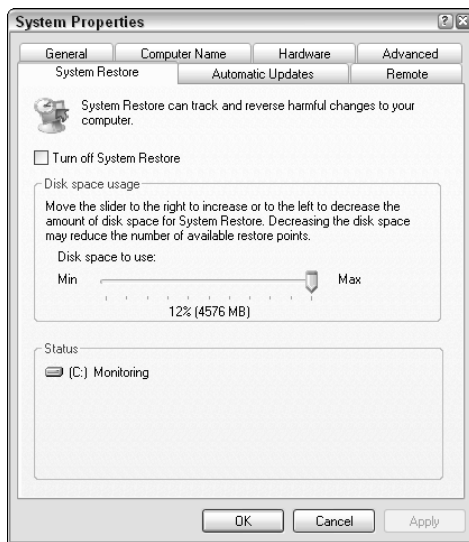 System Properties
General Computer Name Hardware Advanced
System Restore Automatic Updates Remote
System Restore can track and reverse harmful changes to your
computer.
Turn off System Restore
Disk space usage
Move the slider to the right to increase or to the left to decrease the
amount of disk space for System Restore. Decreasing the disk space
may reduce the number of available restore points.
Disk space to use:
Min Max
12% (4576 MB)
Status
(C:) Monitoring
OK Cancel Apply